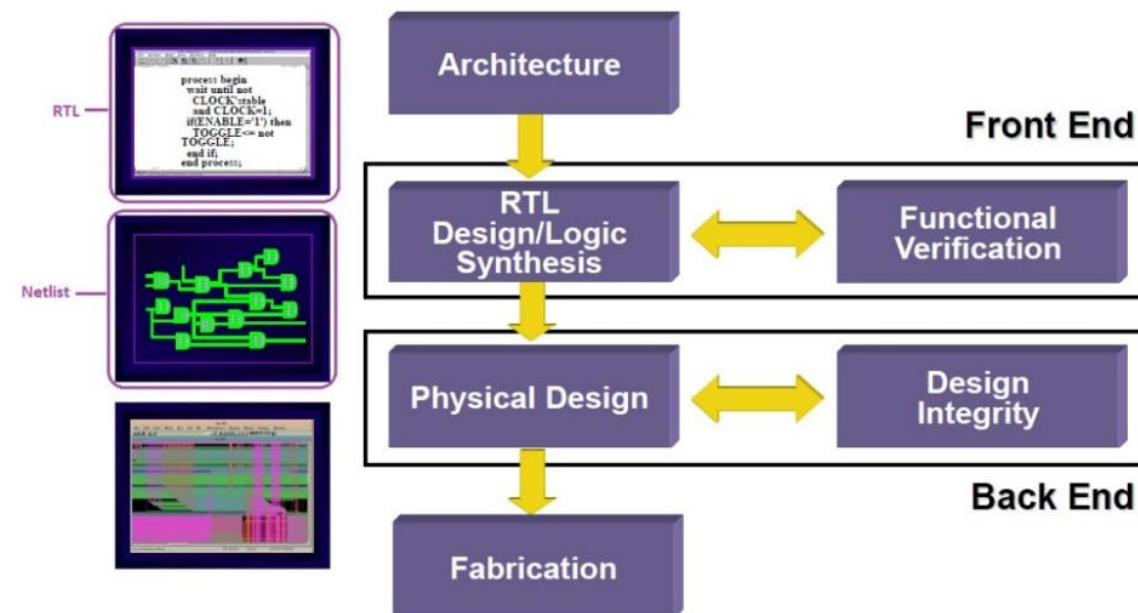 RTL
process begin
wait until not
CLOCK'stable
and CLOCK=1;
if(ENABLE='1') then
TOGGLE<= not
TOGGLE;
end if;
end process;
Netlist
Architecture
Front End
RTL
Design/Logic
Synthesis
Functional
Verification
Physical Design
Design
Integrity
Back End
Fabrication